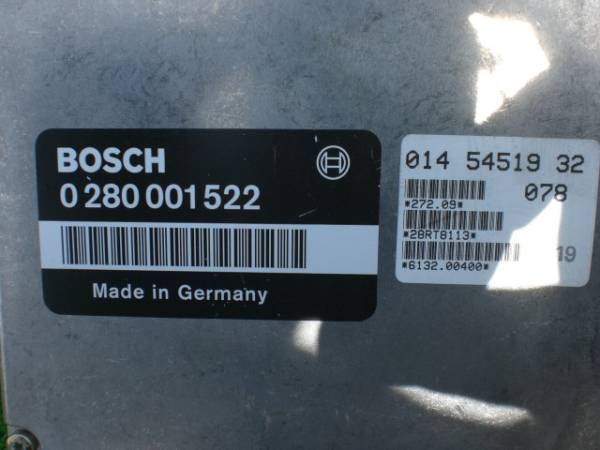 BOSCH
0 280 001 522
Made in Germany
014 54519 32
078
*272.09*
*28RT8113*
19
*6132.00400*